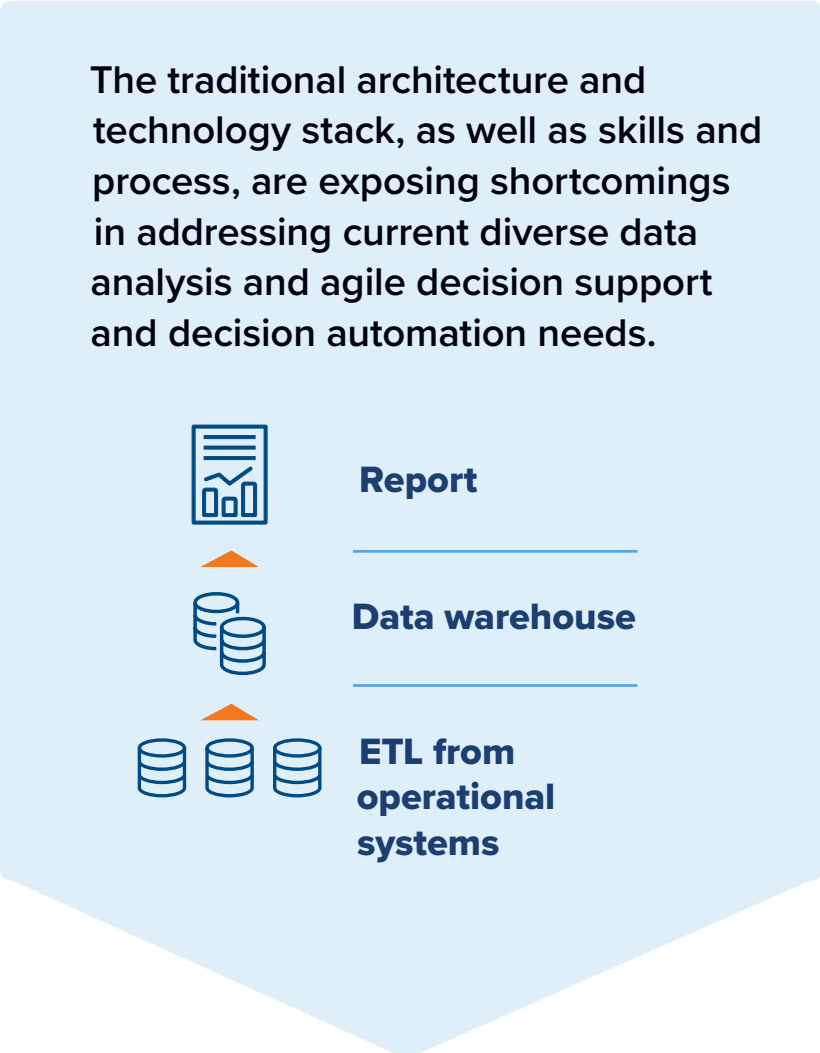 The traditional architecture and
technology stack, as well as skills and
process, are exposing shortcomings
in addressing current diverse data
analysis and agile decision support
and decision automation needs.
Report
Data warehouse
ETL from
operational
systems